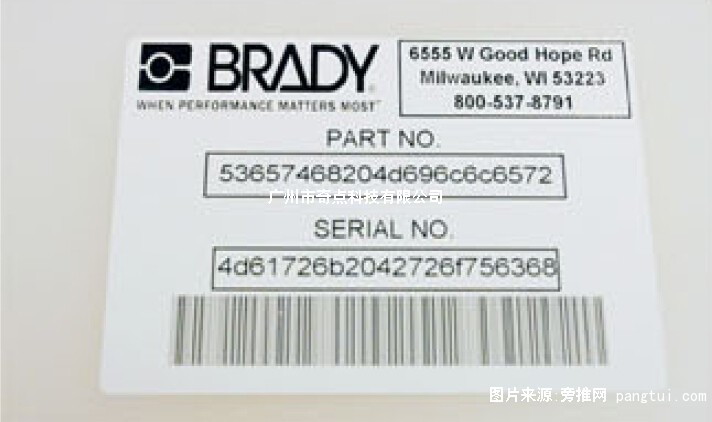 BRADY
WHEN PERFORMANCE MATTERS MOST™
6555 W Good Hope Rd
Milwaukee, WI 53223
800-537-8791
PART NO.
53657468204d696c6c6572
广州市奇点科技有限公司
SERIAL NO.
4d61726b2042726f756368
图片来源:旁推网 pangtui.com